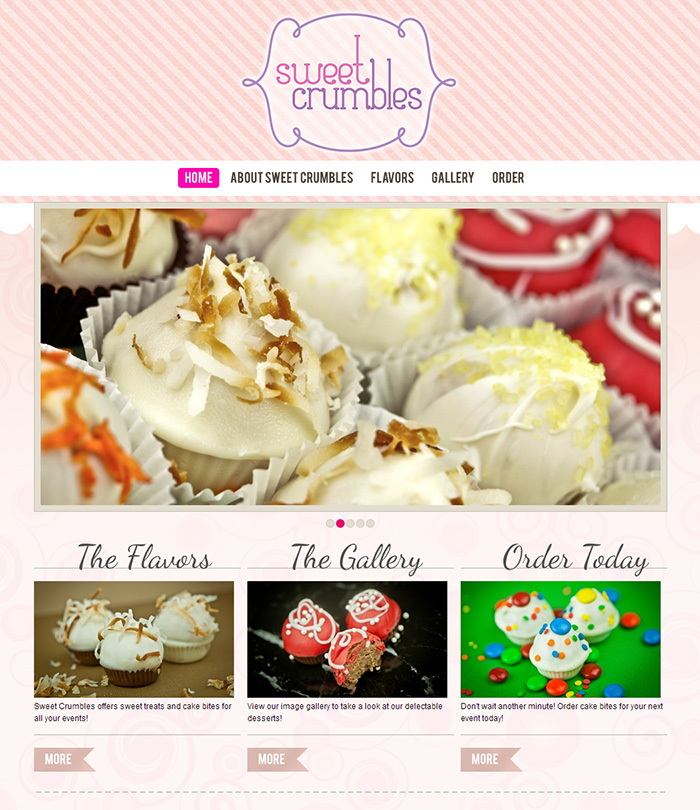 sweet
crumbles
HOME ABOUT SWEET CRUMBLES FLAVORS GALLERY ORDER
The Flavors
The Gallery
Order Today
Sweet Crumbles offers sweet treats and cake bites for
all your events!
View our image gallery to take a look at our delectable
desserts!
Don't wait another minute! Order cake bites for your next
event today!
MORE
MORE
MORE